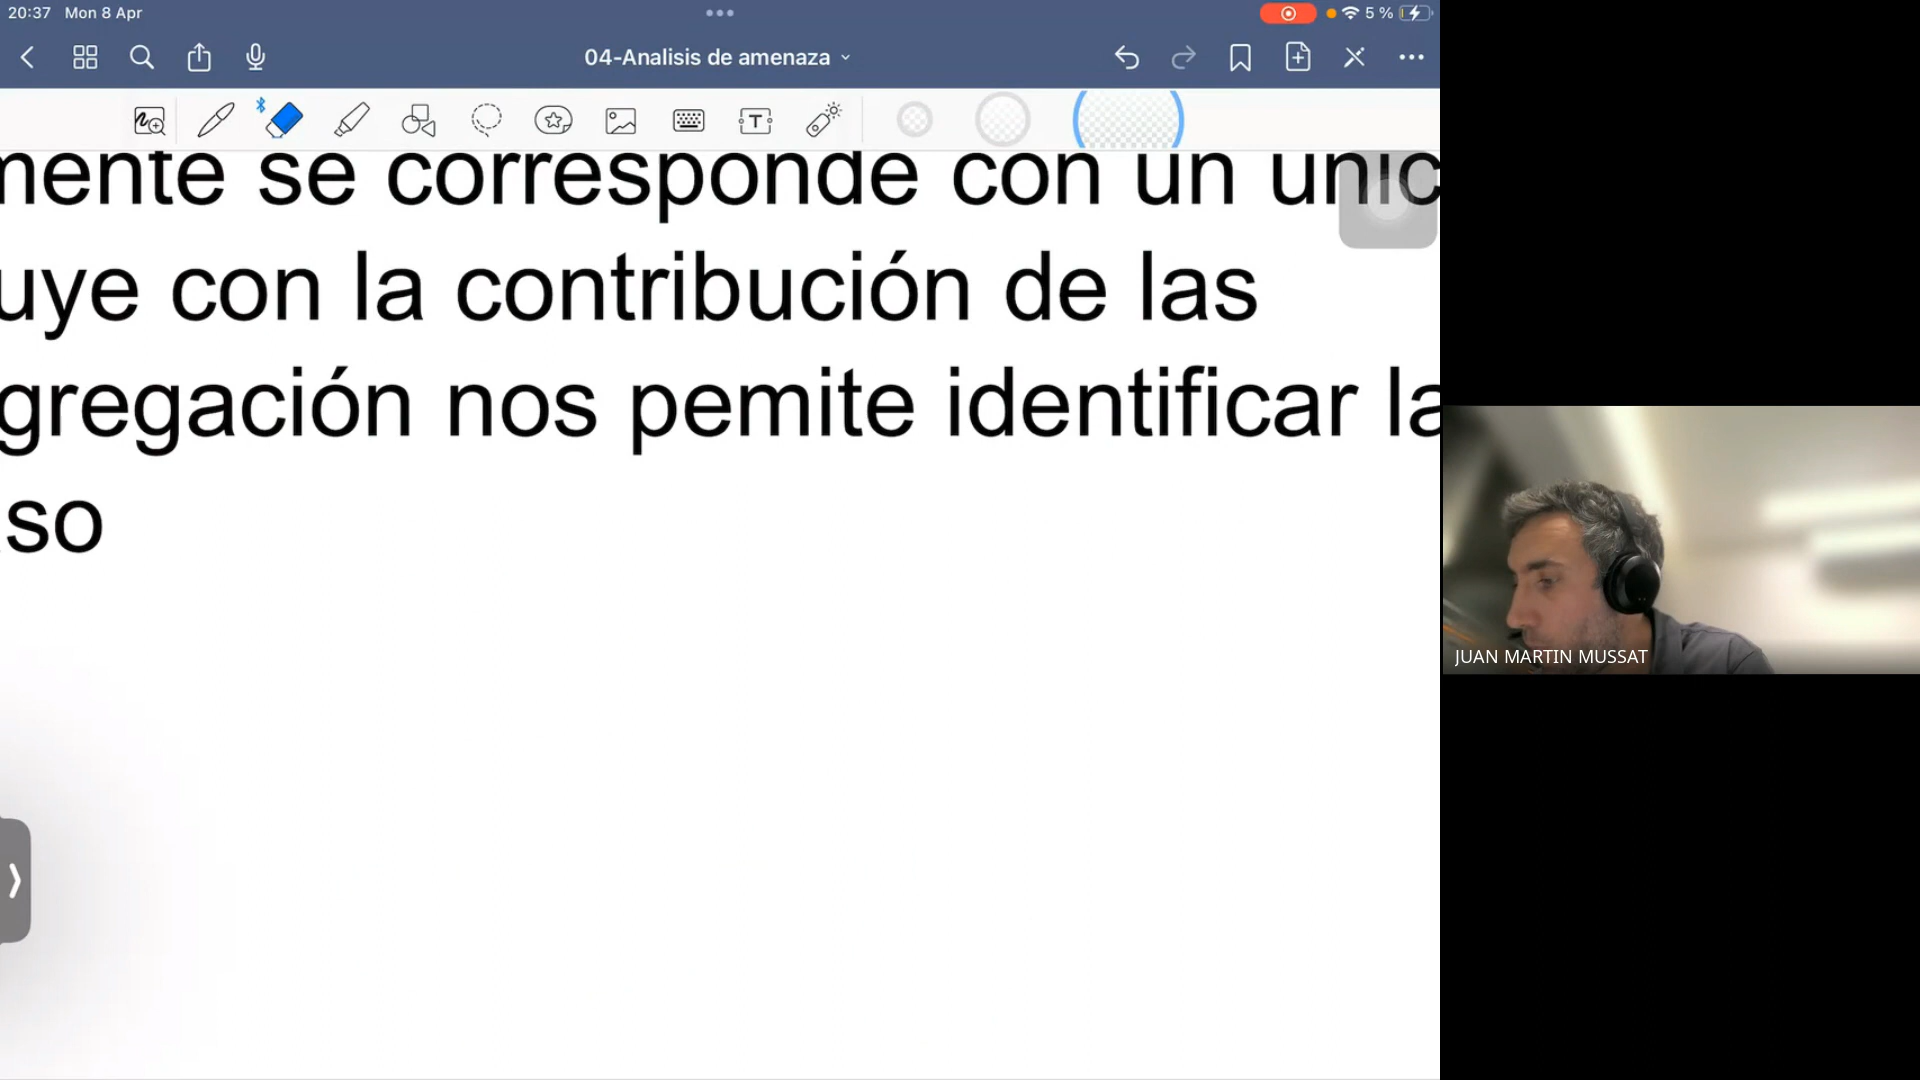 20:37 Mon 8 Apr
5 %
04-Analisis de amenaza
T
mente se corresponde con un unic
uye con la contribución de las
gregación nos pemite identificar la
so
JUAN MARTIN MUSSAT